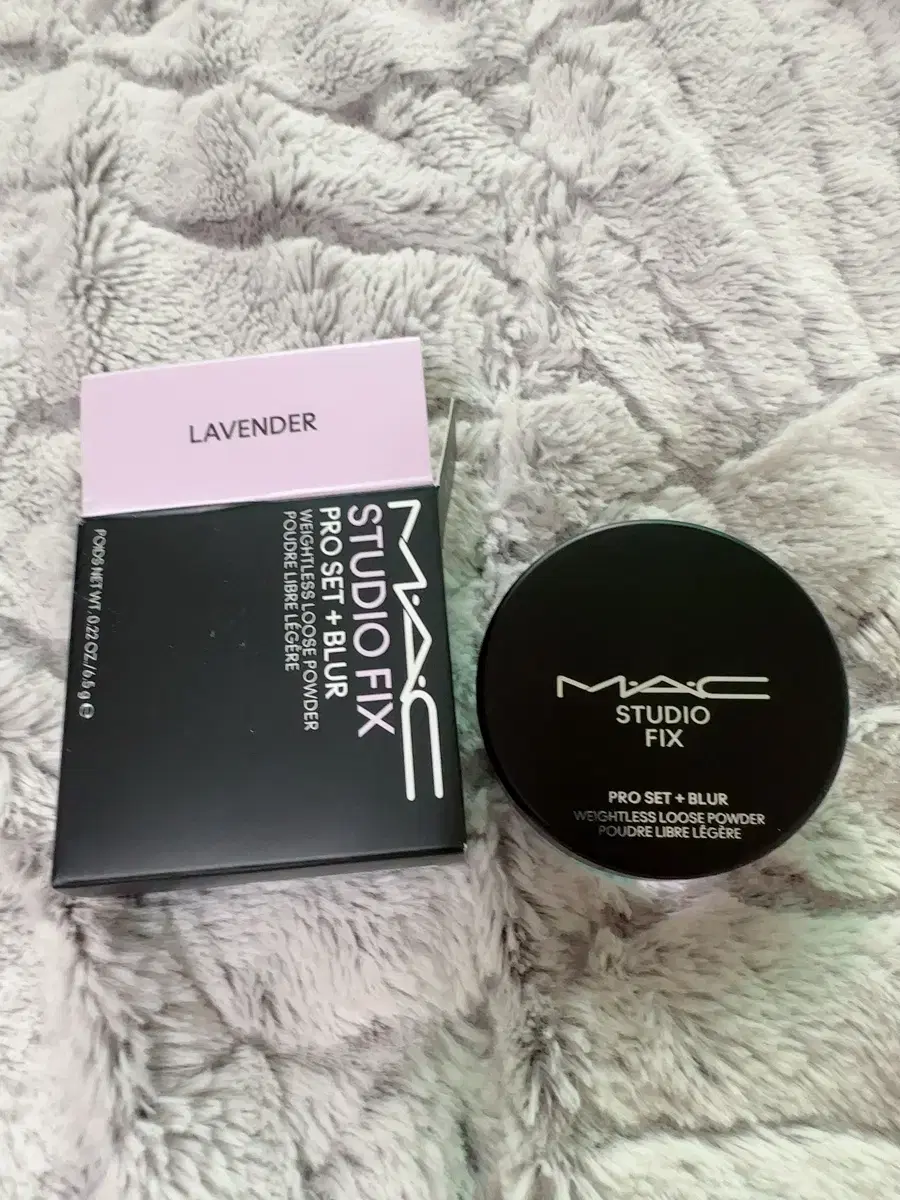 LAVENDER
MAC
STUDIO FIX
PRO SET + BLUR
WEIGHTLESS LOOSE POWDER
POUDRE LIBRE LÉGÈRE
POIDS NET WT. 0.22 OZ./6.5 g ℮
M·A·C
STUDIO
FIX
PRO SET + BLUR
WEIGHTLESS LOOSE POWDER
POUDRE LIBRE LÉGÈRE